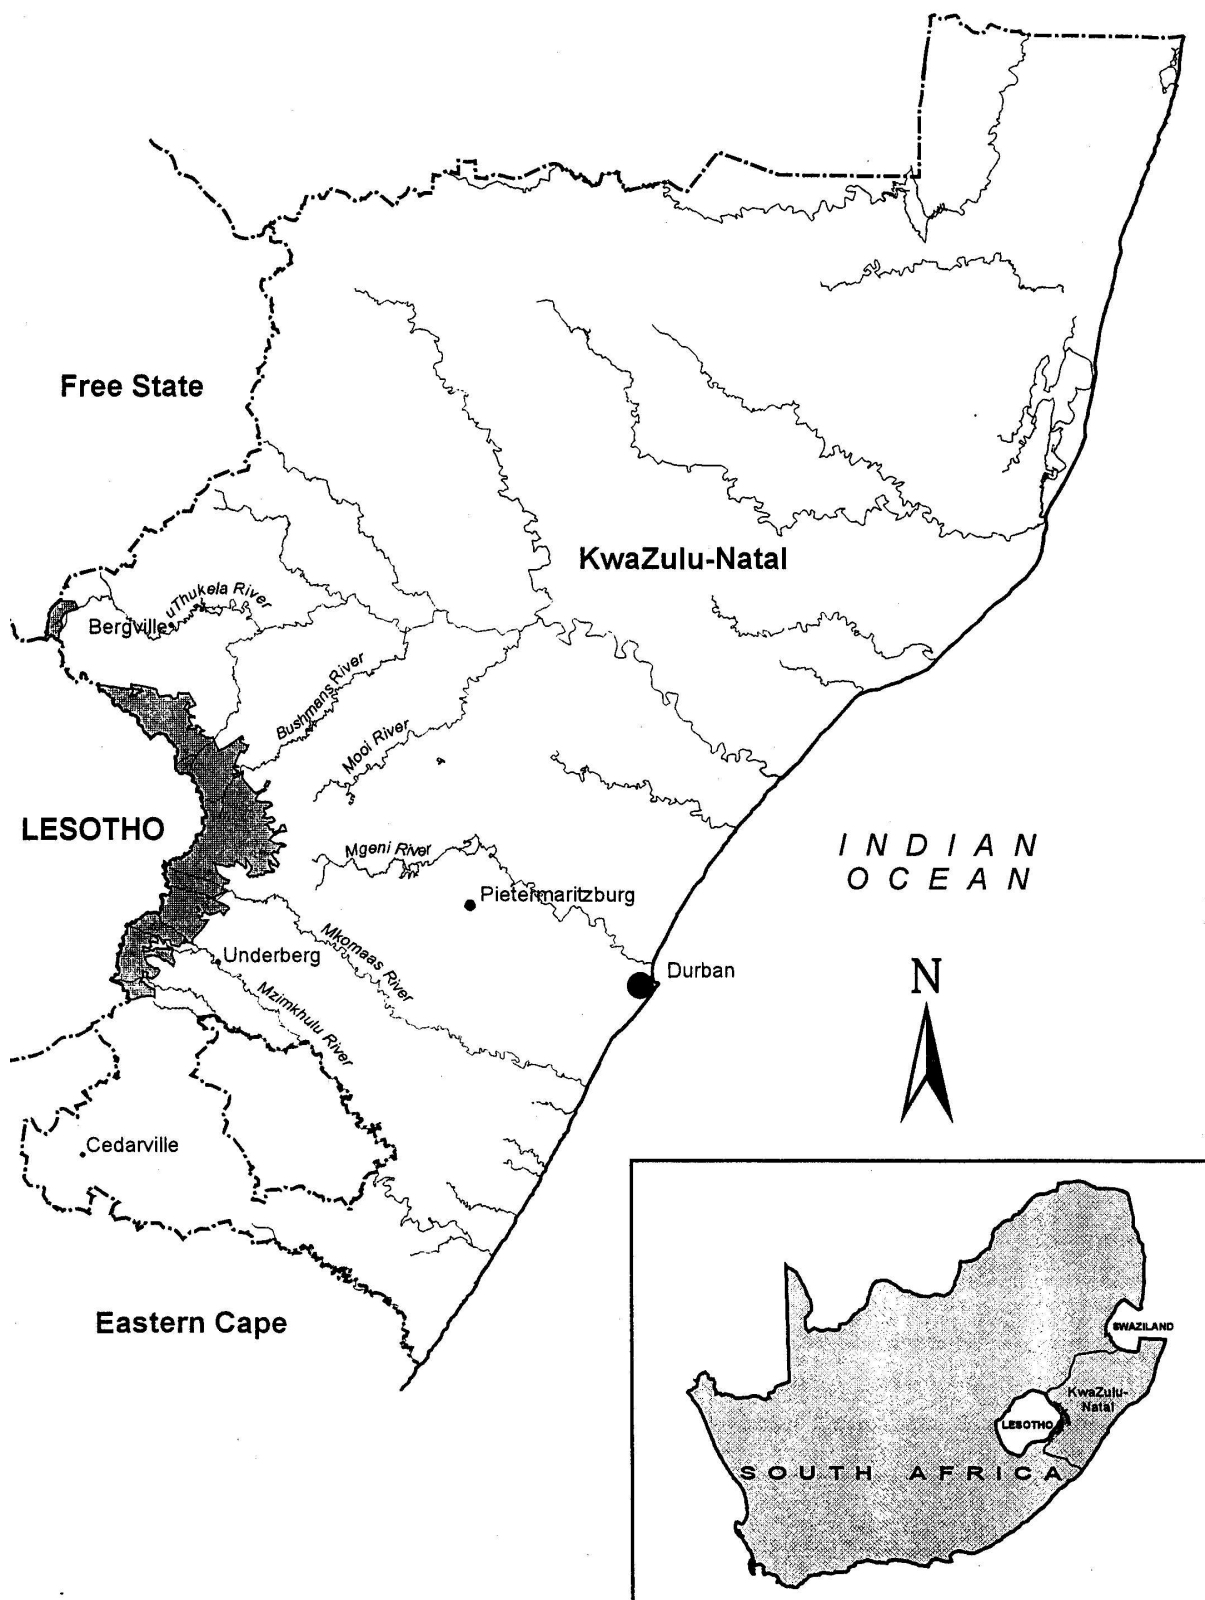 Free State
KwaZulu-Natal
uThukela River
Bergville
Bushmans River
Mooi River
LESOTHO
INDIAN
OCEAN
Mgeni River
Pietermaritzburg
Mkomaas River
Underberg
Durban
N
Mzimkhulu River
Cedarville
Eastern Cape
SWAZILAND
KwaZulu-
Natal
LESOTHO
SOUTH AFRICA